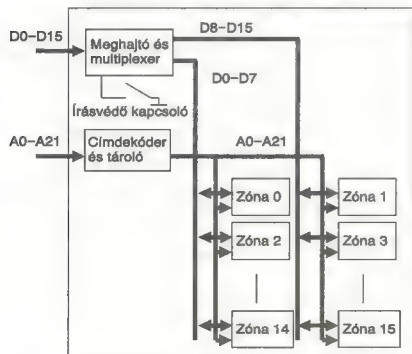 D0–D15
D8–D15
Meghajtó és
multiplexer
D0–D7
Írásvédő kapcsoló
A0–A21
Címdekóder
és tároló
A0–A21
Zóna 0
Zóna 1
Zóna 2
Zóna 3
Zóna 14
Zóna 15